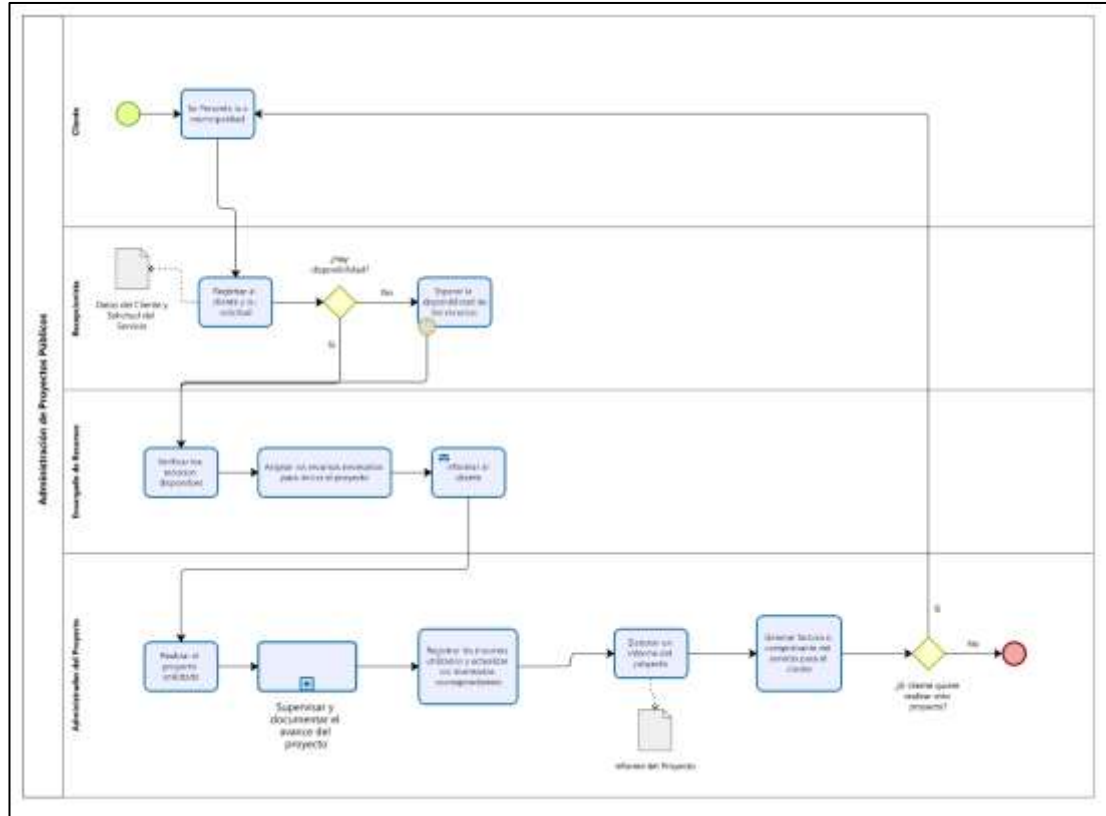 Administración de Proyectos Públicos
Cliente
Se Presenta a la
municipalidad
Recepcionista
Datos del Cliente y
Solicitud del
Servicio
Registrar al
cliente y su
solicitud
¿Hay
disponibilidad?
No
Si
Esperar la
disponibilidad de
los recursos
Encargado de Recursos
Verificar los
recursos
disponibles
Asignar los recursos necesarios
para iniciar el proyecto
Informar al
cliente
Administrador del Proyecto
Realizar el
proyecto
solicitado
Supervisar y
documentar el
avance del
proyecto
Registrar los insumos
utilizados y actualizar
los inventarios
correspondientes
Elaborar un
informe del
proyecto
Informe del Proyecto
Generar factura o
comprobante del
servicio para el
cliente
Si
No
¿El cliente quiere
realizar otro
proyecto?